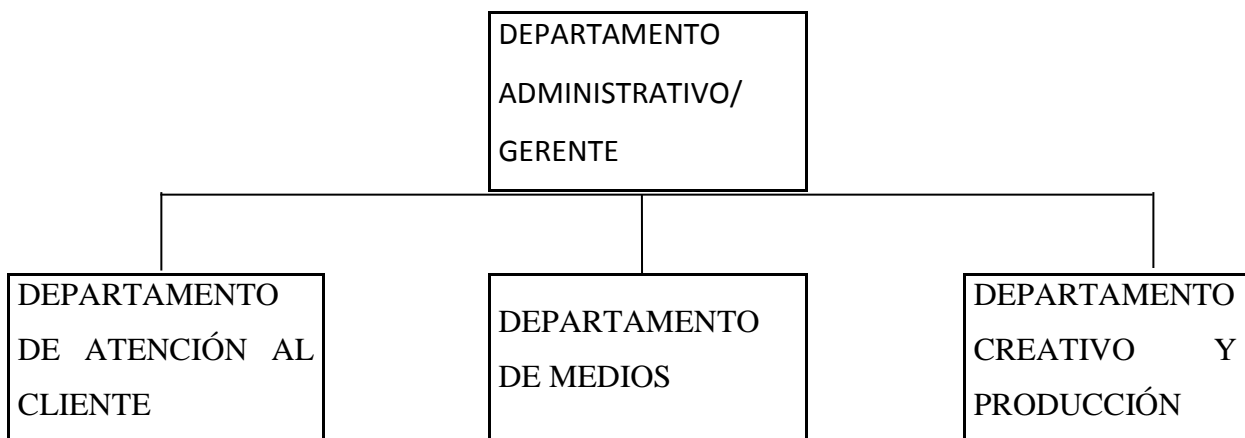 DEPARTAMENTO
ADMINISTRATIVO/
GERENTE
DEPARTAMENTO
DE ATENCIÓN AL
CLIENTE
DEPARTAMENTO
DE MEDIOS
DEPARTAMENTO
CREATIVO Y
PRODUCCIÓN